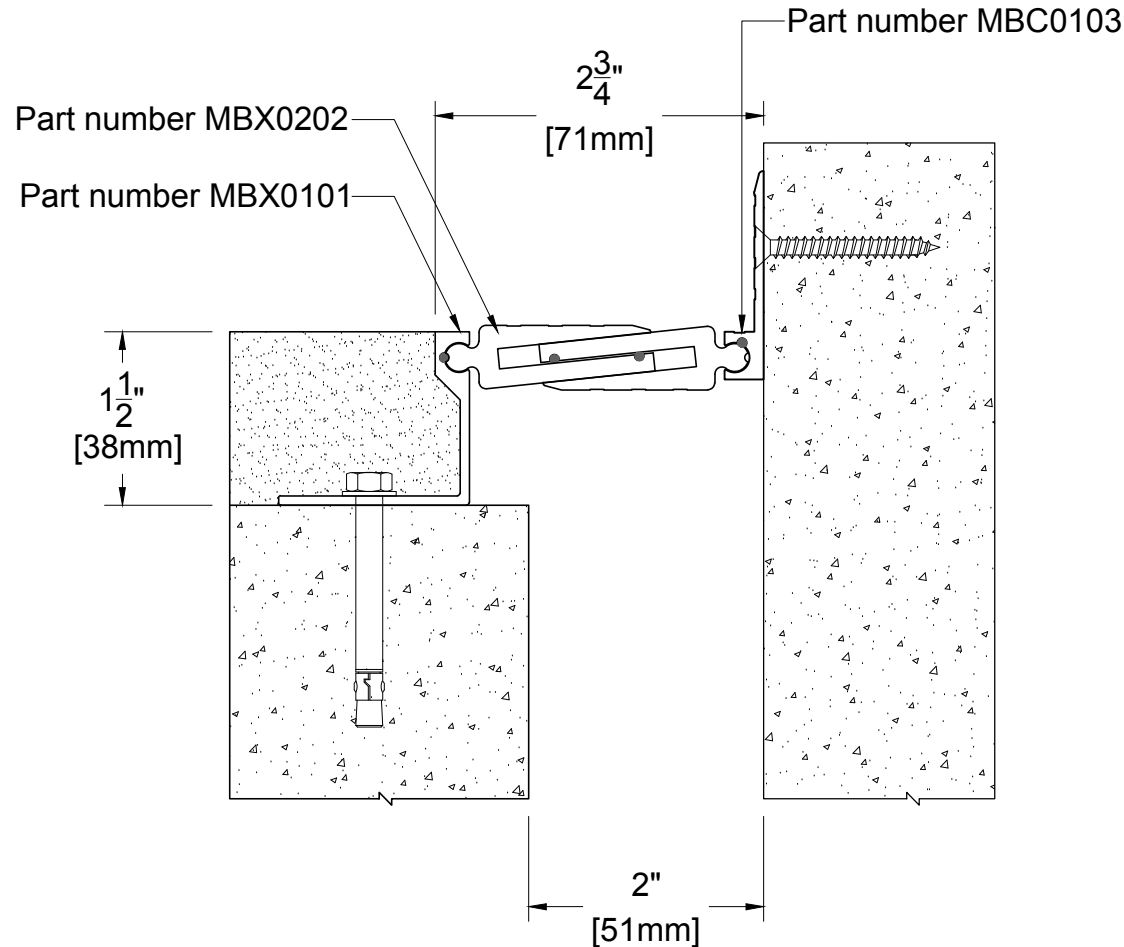 Part number MBC0103
2 3/4"
[71mm]
Part number MBX0202
Part number MBX0101
1 1/2"
[38mm]
2"
[51mm]